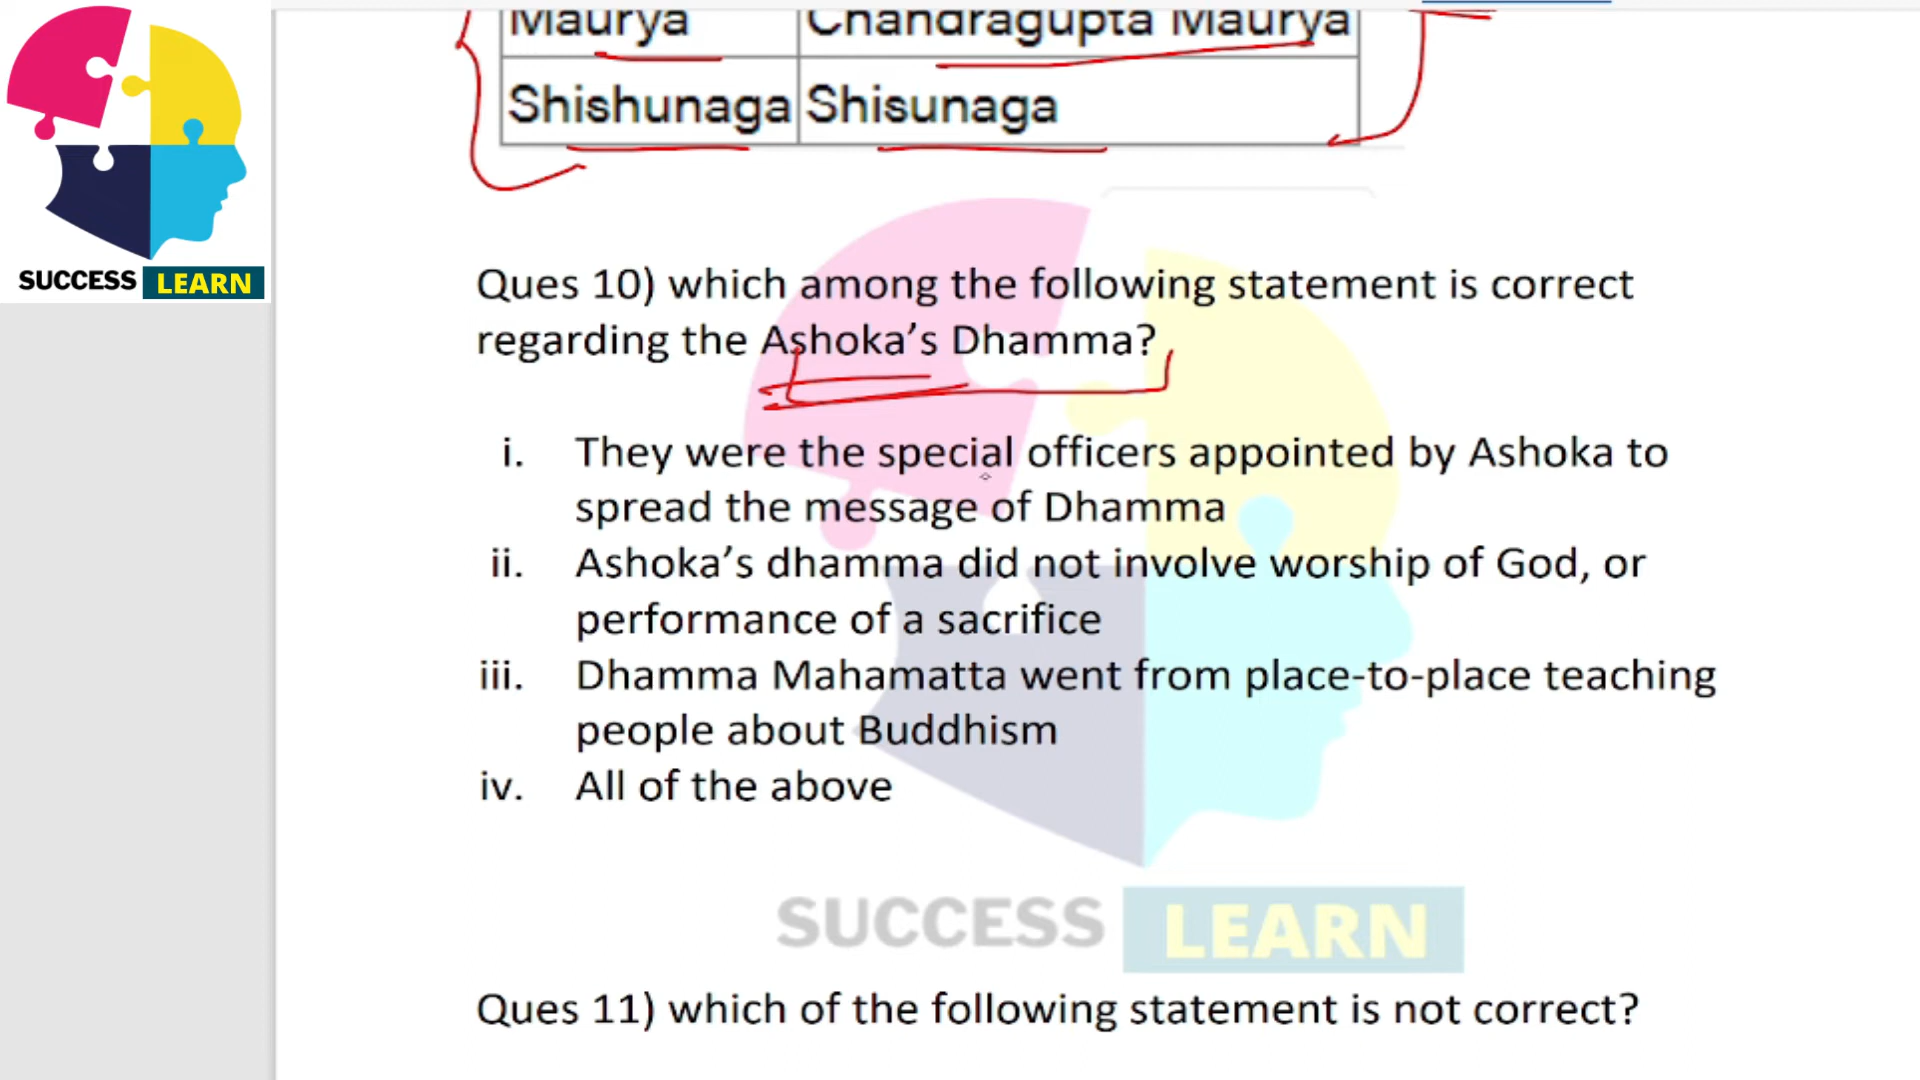 Maurya Chandragupta Maurya
Shishunaga Shisunaga
SUCCESS LEARN
Ques 10) which among the following statement is correct
regarding the Ashoka’s Dhamma?
i. They were the special officers appointed by Ashoka to
spread the message of Dhamma
ii. Ashoka’s dhamma did not involve worship of God, or
performance of a sacrifice
iii. Dhamma Mahamatta went from place-to-place teaching
people about Buddhism
iv. All of the above
SUCCESS LEARN
Ques 11) which of the following statement is not correct?